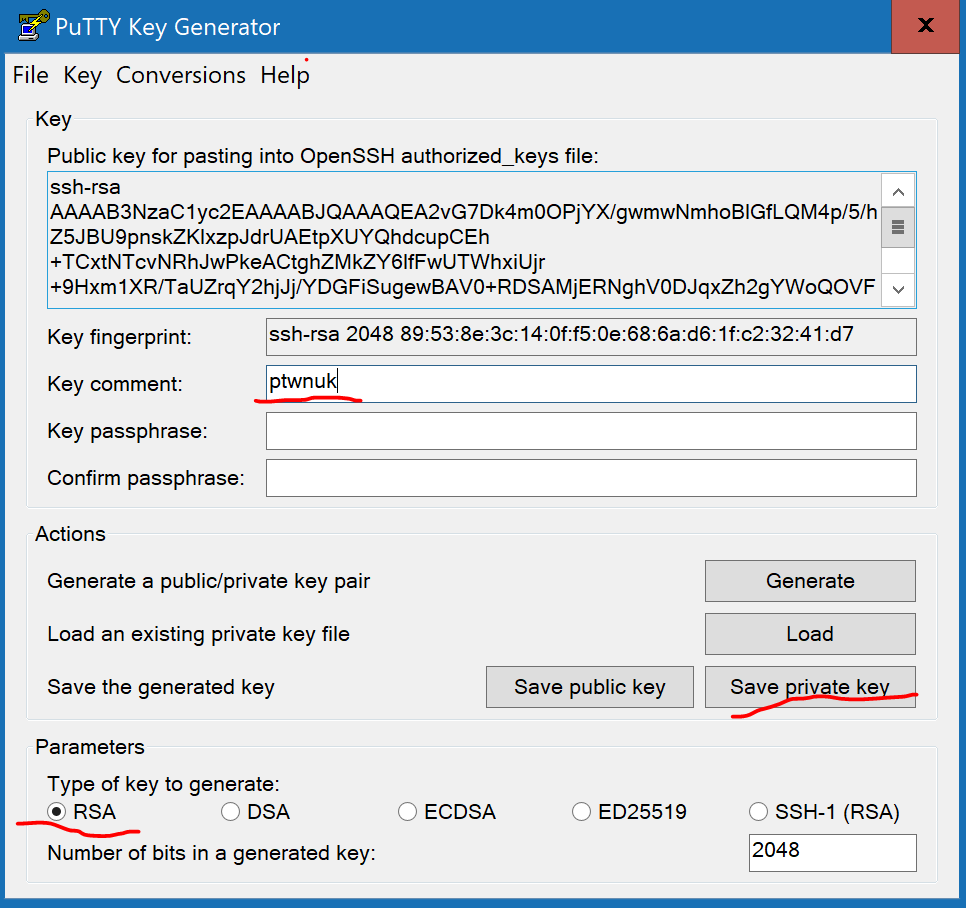 PuTTY Key Generator
File Key Conversions Help
Key
Public key for pasting into OpenSSH authorized_keys file:
ssh-rsa
AAAAB3NzaC1yc2EAAAABJQAAAQEA2vG7Dk4m0OPjYX/gwmwNmhoBlGfLQM4p/5/h
Z5JBU9pnskZKlxzpJdrUAEtpXUYQhdcupCEh
+TCxtNTcvNRhJwPkeACtghZMkZY6lfFwUTWhxiUjr
+9Hxm1XR/TaUZrqY2hjJj/YDGFiSugewBAV0+RDSAMjERNghV0DJqxZh2gYWoQOVF
Key fingerprint: ssh-rsa 2048 89:53:8e:3c:14:0f:f5:0e:68:6a:d6:1f:c2:32:41:d7
Key comment: ptwnuk
Key passphrase:
Confirm passphrase:
Actions
Generate a public/private key pair Generate
Load an existing private key file Load
Save the generated key Save public key Save private key
Parameters
Type of key to generate:
RSA DSA ECDSA ED25519 SSH-1 (RSA)
Number of bits in a generated key: 2048